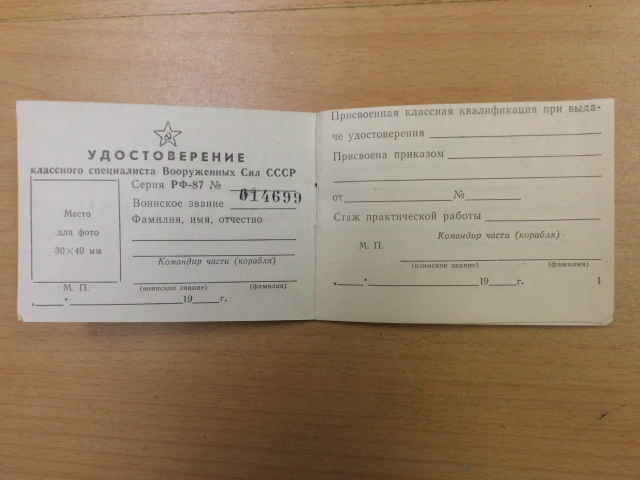 УДОСТОВЕРЕНИЕ
классного специалиста Вооруженных Сил СССР
Серия РФ-87 № 014699
Воинское звание
Фамилия, имя, отчество
Место
для фото
30×40 мм
Командир части (корабля)
М. П. (воинское звание) (фамилия)
„ “ 19 г.
Присвоенная классная квалификация при выда-
че удостоверения
Присвоена приказом
от №
Стаж практической работы
Командир части (корабля)
М. П.
(воинское звание) (фамилия)
„ “ 19 г.
1